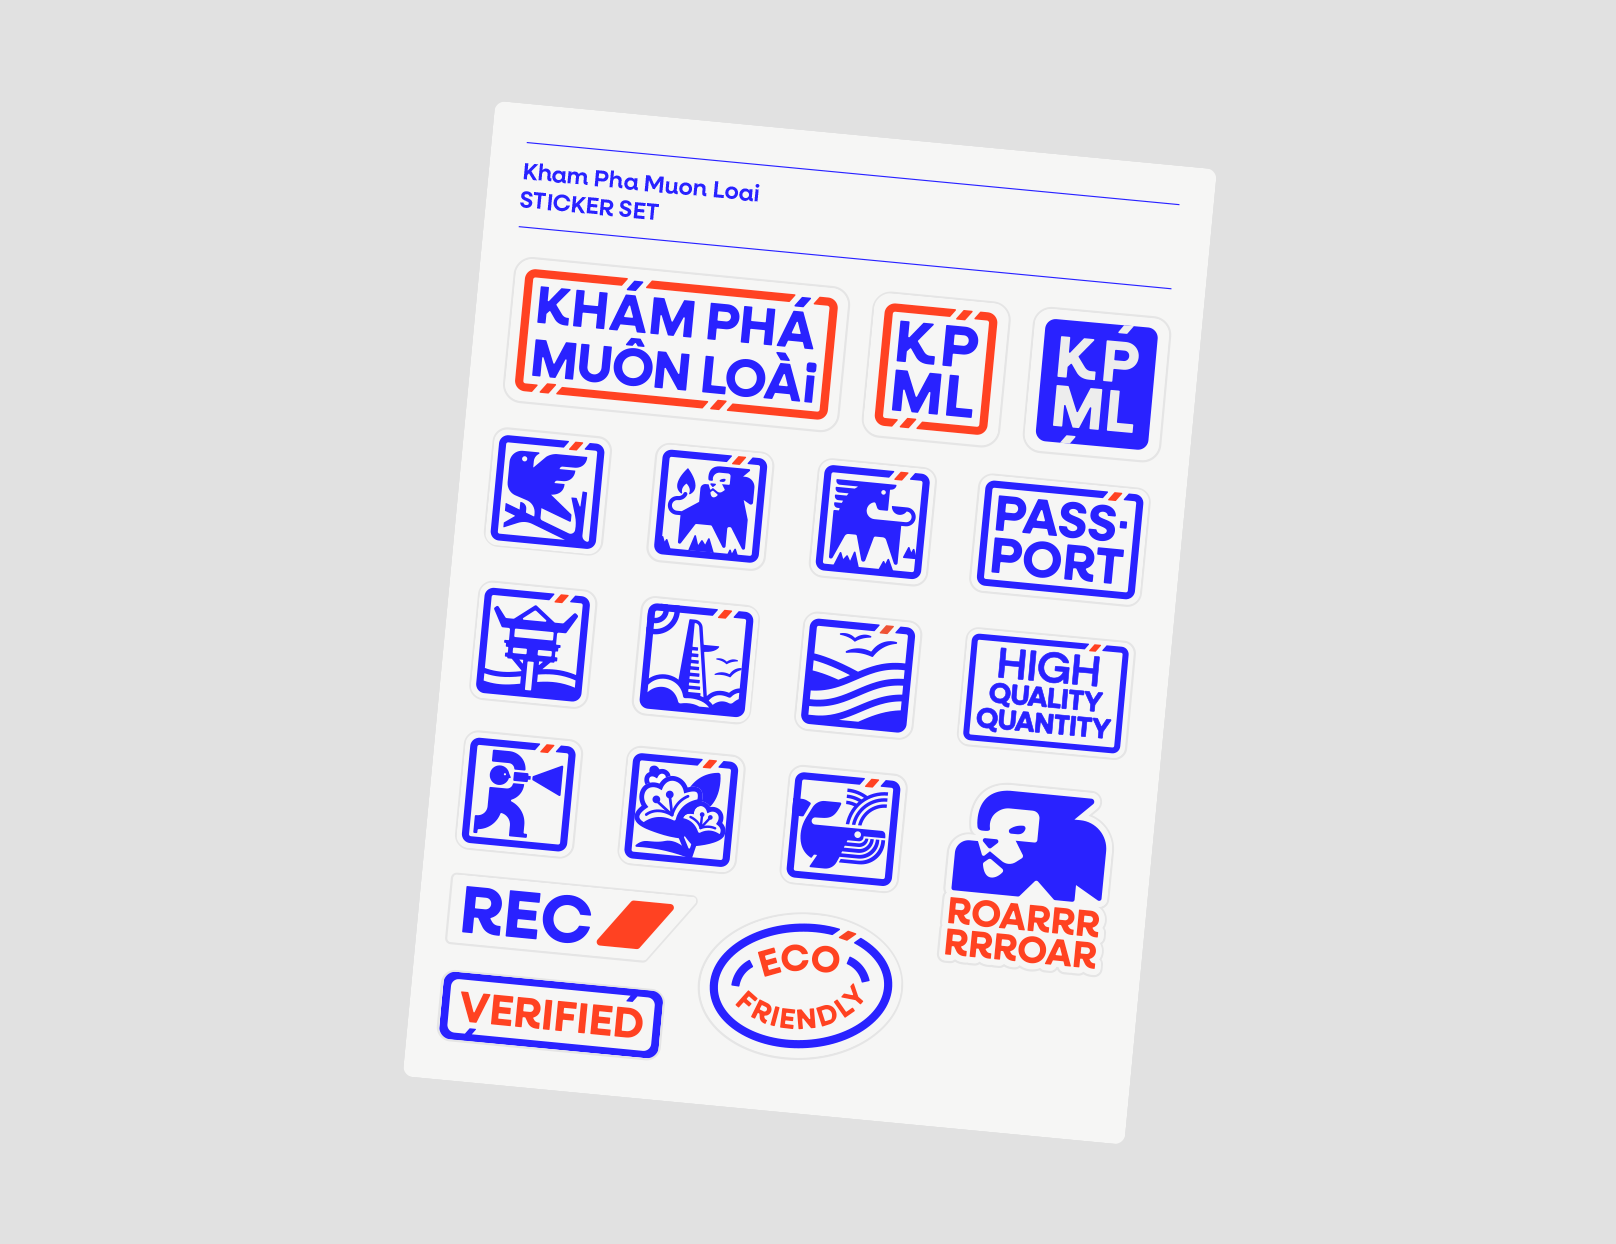 Kham Pha Muon Loai
STICKER SET
KHÁM PHÁ
MUÔN LOÀi
KP
ML
KP
ML
PASS·
PORT
HIGH
QUALITY
QUANTITY
REC
ROARRR
RRROAR
ECO
FRIENDLY
VERIFIED